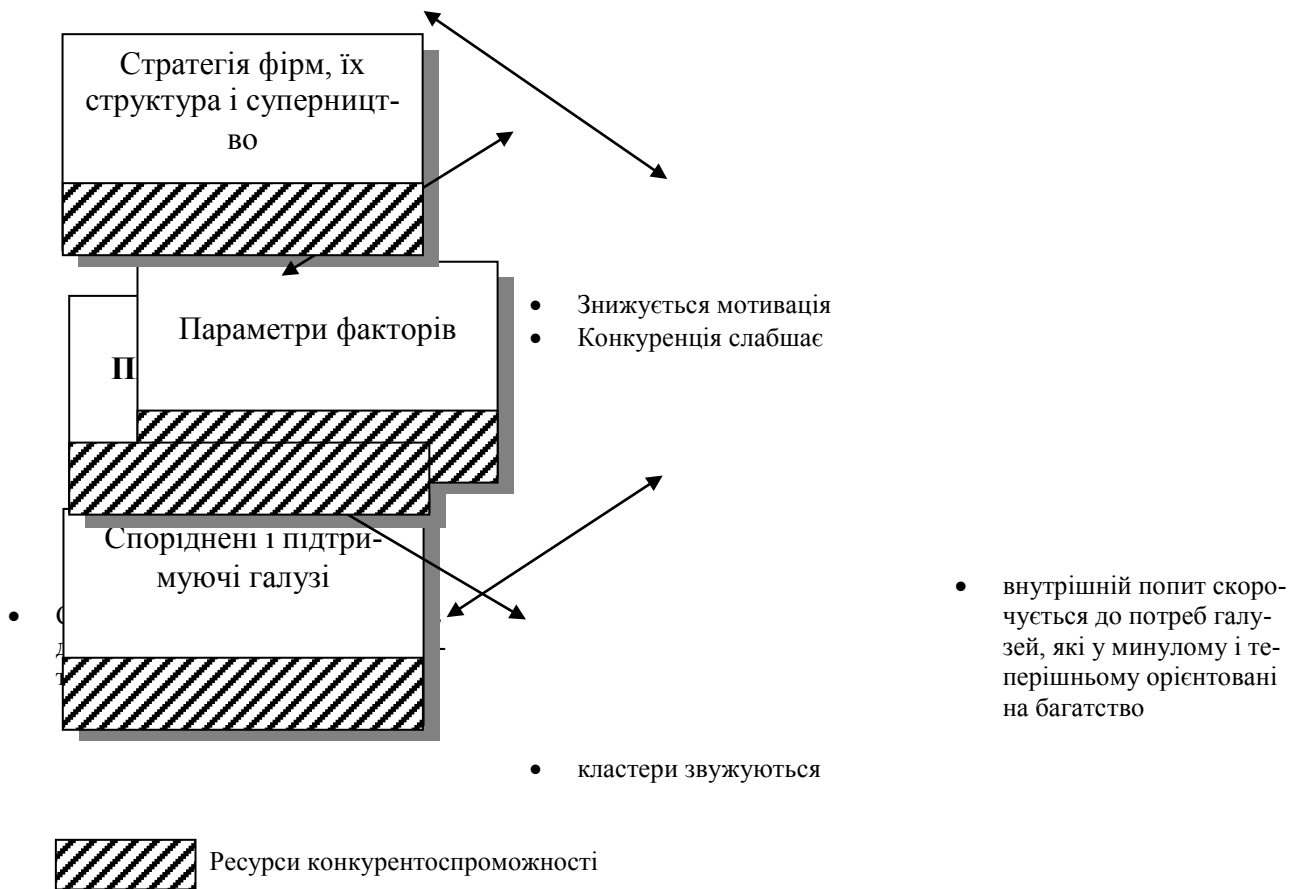 Стратегія фірм, їх
структура і суперницт-
во
Параметри факторів
• Знижується мотивація
• Конкуренція слабшає
П
Споріднені і підтри-
муючі галузі
• внутрішній попит скоро-
чується до потреб галу-
зей, які у минулому і те-
перішньому орієнтовані
на багатство
• кластери звужуються
Ресурси конкурентоспроможності